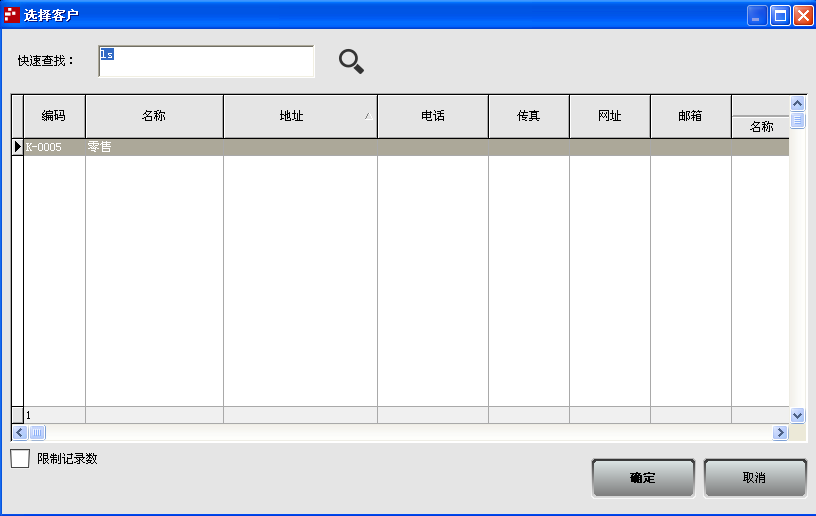 选择客户
快速查找： ls
编码 名称 地址 电话 传真 网址 邮箱 名称
K-0005 零售
1
限制记录数
确定 取消